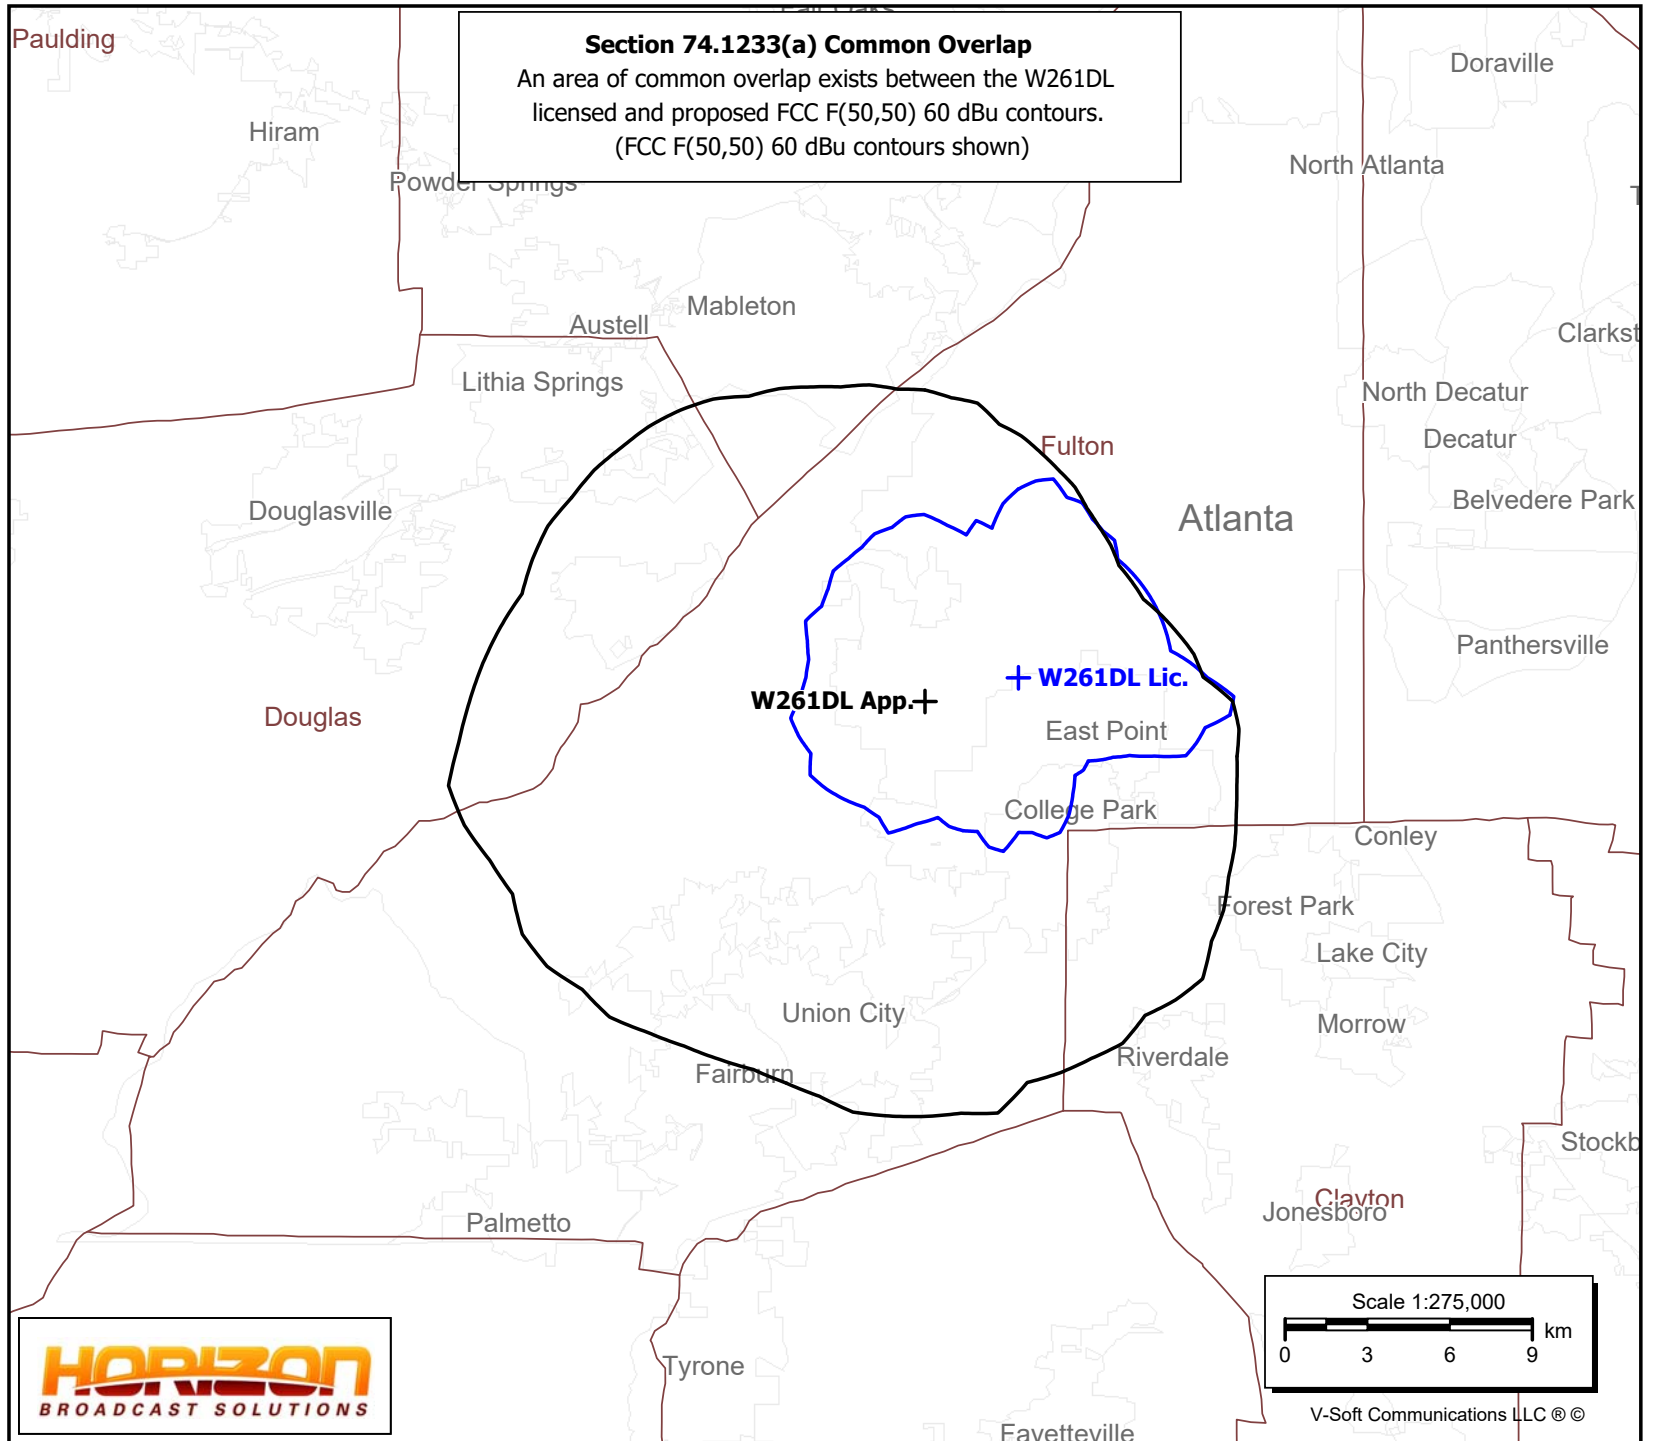 Fair Oaks
Paulding
Section 74.1233(a) Common Overlap
An area of common overlap exists between the W261DL
licensed and proposed FCC F(50,50) 60 dBu contours.
(FCC F(50,50) 60 dBu contours shown)
Doraville
Hiram
North Atlanta
Powder Springs
T
Mableton
Austell
Clarkst
Lithia Springs
North Decatur
Decatur
Fulton
Belvedere Park
Douglasville
Atlanta
Panthersville
W261DL Lic.
W261DL App.
Douglas
East Point
College Park
Conley
Forest Park
Lake City
Union City
Morrow
Riverdale
Fairburn
Stockb
Clayton
Jonesboro
Palmetto
Scale 1:275,000
km
0 3 6 9
Tyrone
HORIZON
BROADCAST SOLUTIONS
V-Soft Communications LLC ® ©
Fayetteville